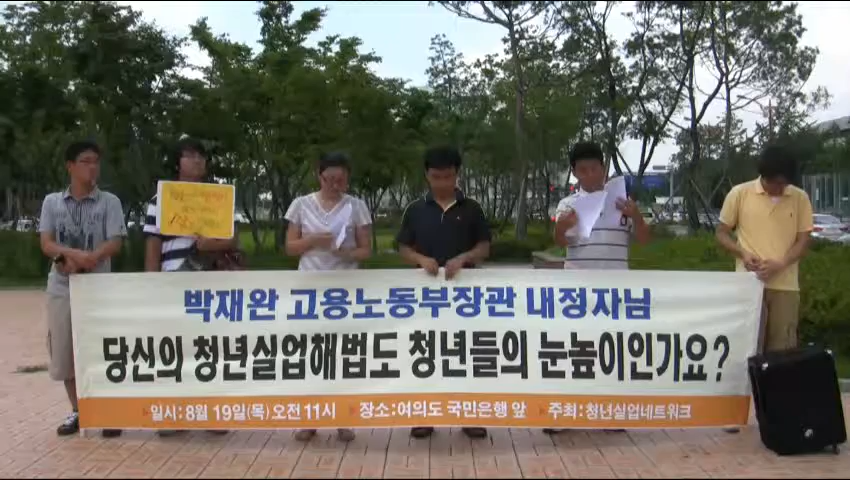 박재완 고용노동부장관 내정자님
당신의 청년실업해법도 청년들의 눈높이인가요?
일시:8월 19일(목) 오전 11시 장소:여의도 국민은행 앞 주최:청년실업네트워크